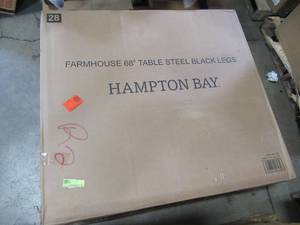 28
FARMHOUSE 68" TABLE STEEL BLACK LEGS
HAMPTON BAY